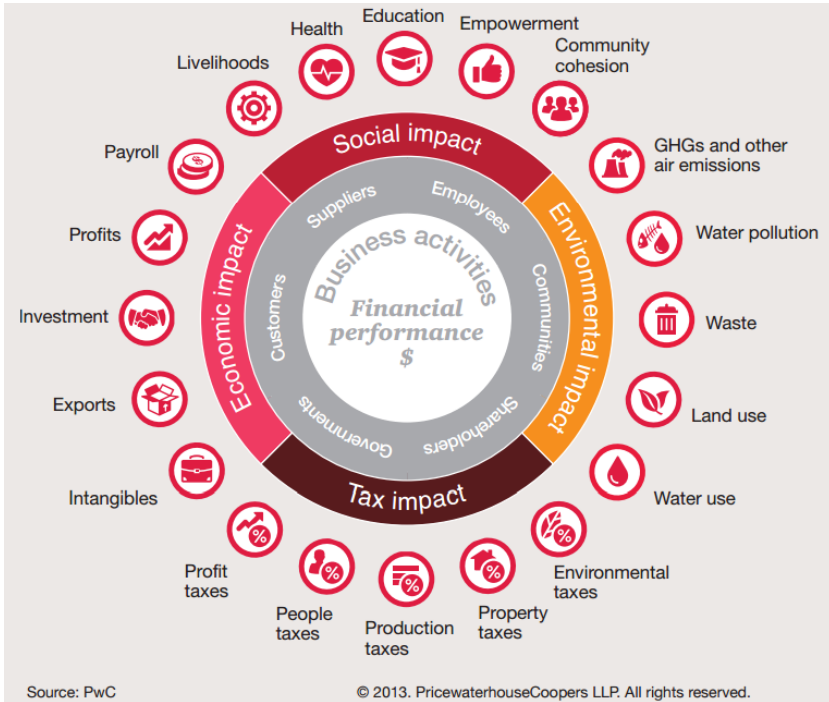 Education
Empowerment
Health
Community
cohesion
Livelihoods
GHGs and other
air emissions
Payroll
Water pollution
Profits
Waste
Investment
Land use
Exports
Water use
Intangibles
Environmental
taxes
Profit
taxes
Property
taxes
People
taxes
Production
taxes
Social impact
Environmental impact
Tax impact
Economic impact
Suppliers
Employees
Communities
Shareholders
Governments
Customers
Business activities
Financial
performance
$
%
%
%
%
%
Source: PwC
© 2013. PricewaterhouseCoopers LLP. All rights reserved.